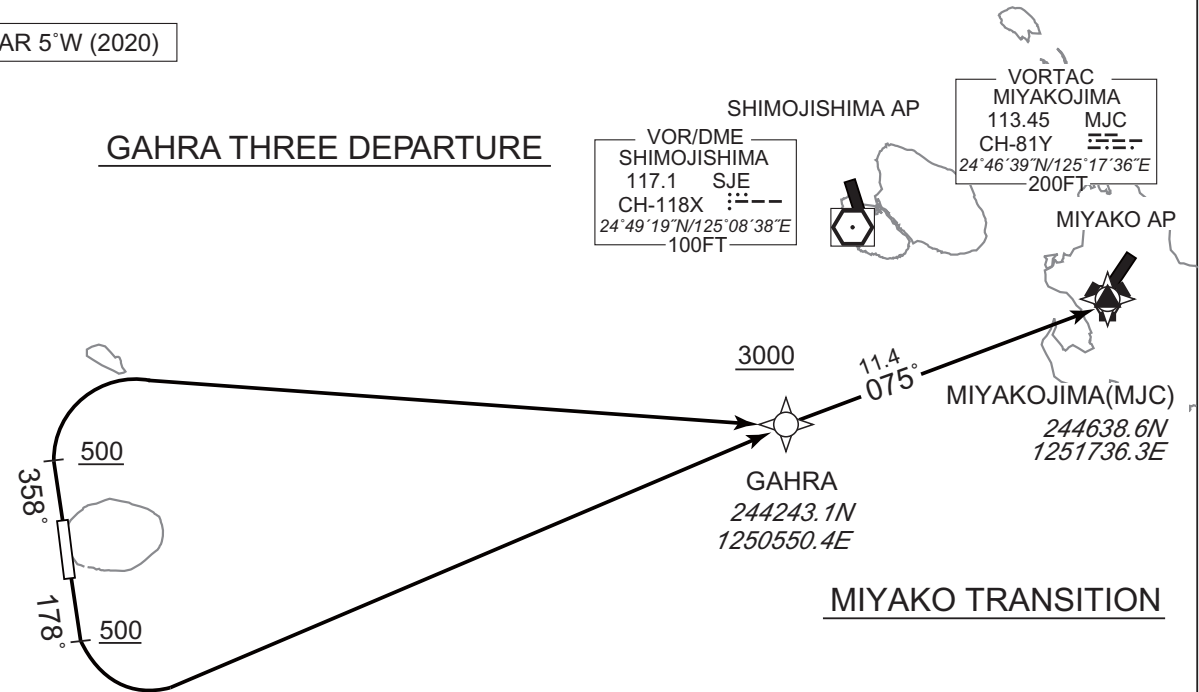 AR 5˚W (2020)
GAHRA THREE DEPARTURE
SHIMOJISHIMA AP
VOR/DME
SHIMOJISHIMA
117.1 SJE
CH-118X
24˚49´19˝N/125˚08´38˝E
100FT
VORTAC
MIYAKOJIMA
113.45 MJC
CH-81Y
24˚46´39˝N/125˚17´36˝E
200FT
MIYAKO AP
3000
11.4
075˚
MIYAKOJIMA(MJC)
244638.6N
1251736.3E
500
358˚
GAHRA
244243.1N
1250550.4E
MIYAKO TRANSITION
178˚
500